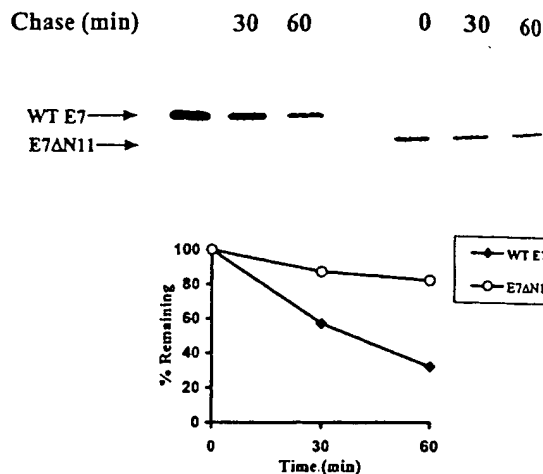 Chase (min) 30 60 0 30 60
WT E7
E7ΔN11
100
80
60
40
20
0
% Remaining
0 30 60
Time.(min)
WT E7
E7ΔN1